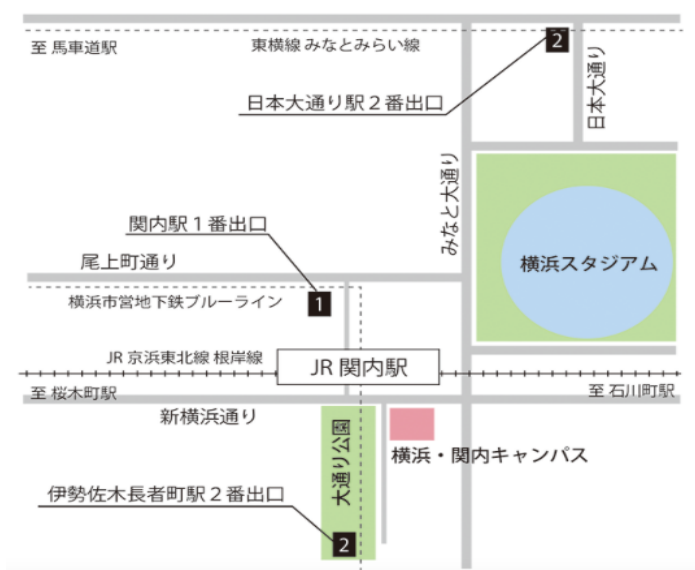 至 馬車道駅
東横線 みなとみらい線
2
日本大通り駅２番出口
日本大通り
みなと大通り
関内駅１番出口
尾上町通り
横浜スタジアム
横浜市営地下鉄ブルーライン
1
JR 京浜東北線 根岸線
JR 関内駅
至 桜木町駅
至 石川町駅
新横浜通り
大通り公園
横浜・関内キャンパス
伊勢佐木長者町駅２番出口
2